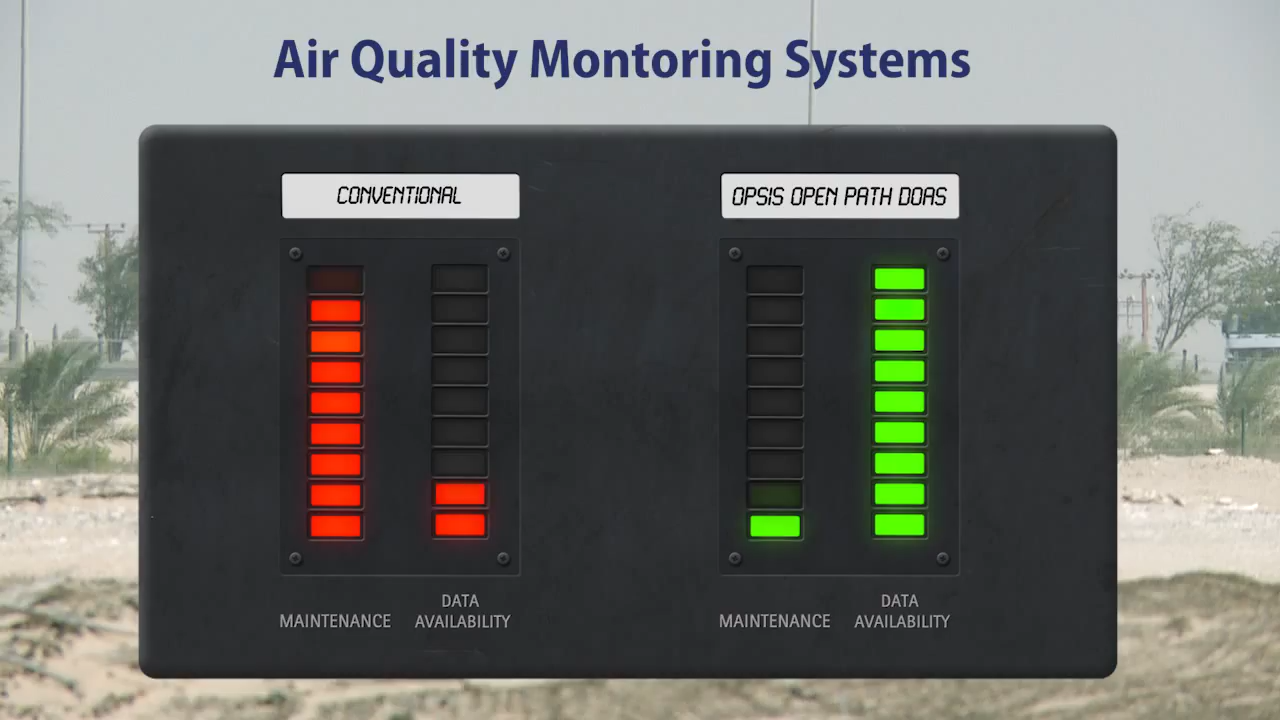 Air Quality Montoring Systems
CONVENTIONAL
OPSIS OPEN PATH DOAS
MAINTENANCE
DATA
AVAILABILITY
MAINTENANCE
DATA
AVAILABILITY